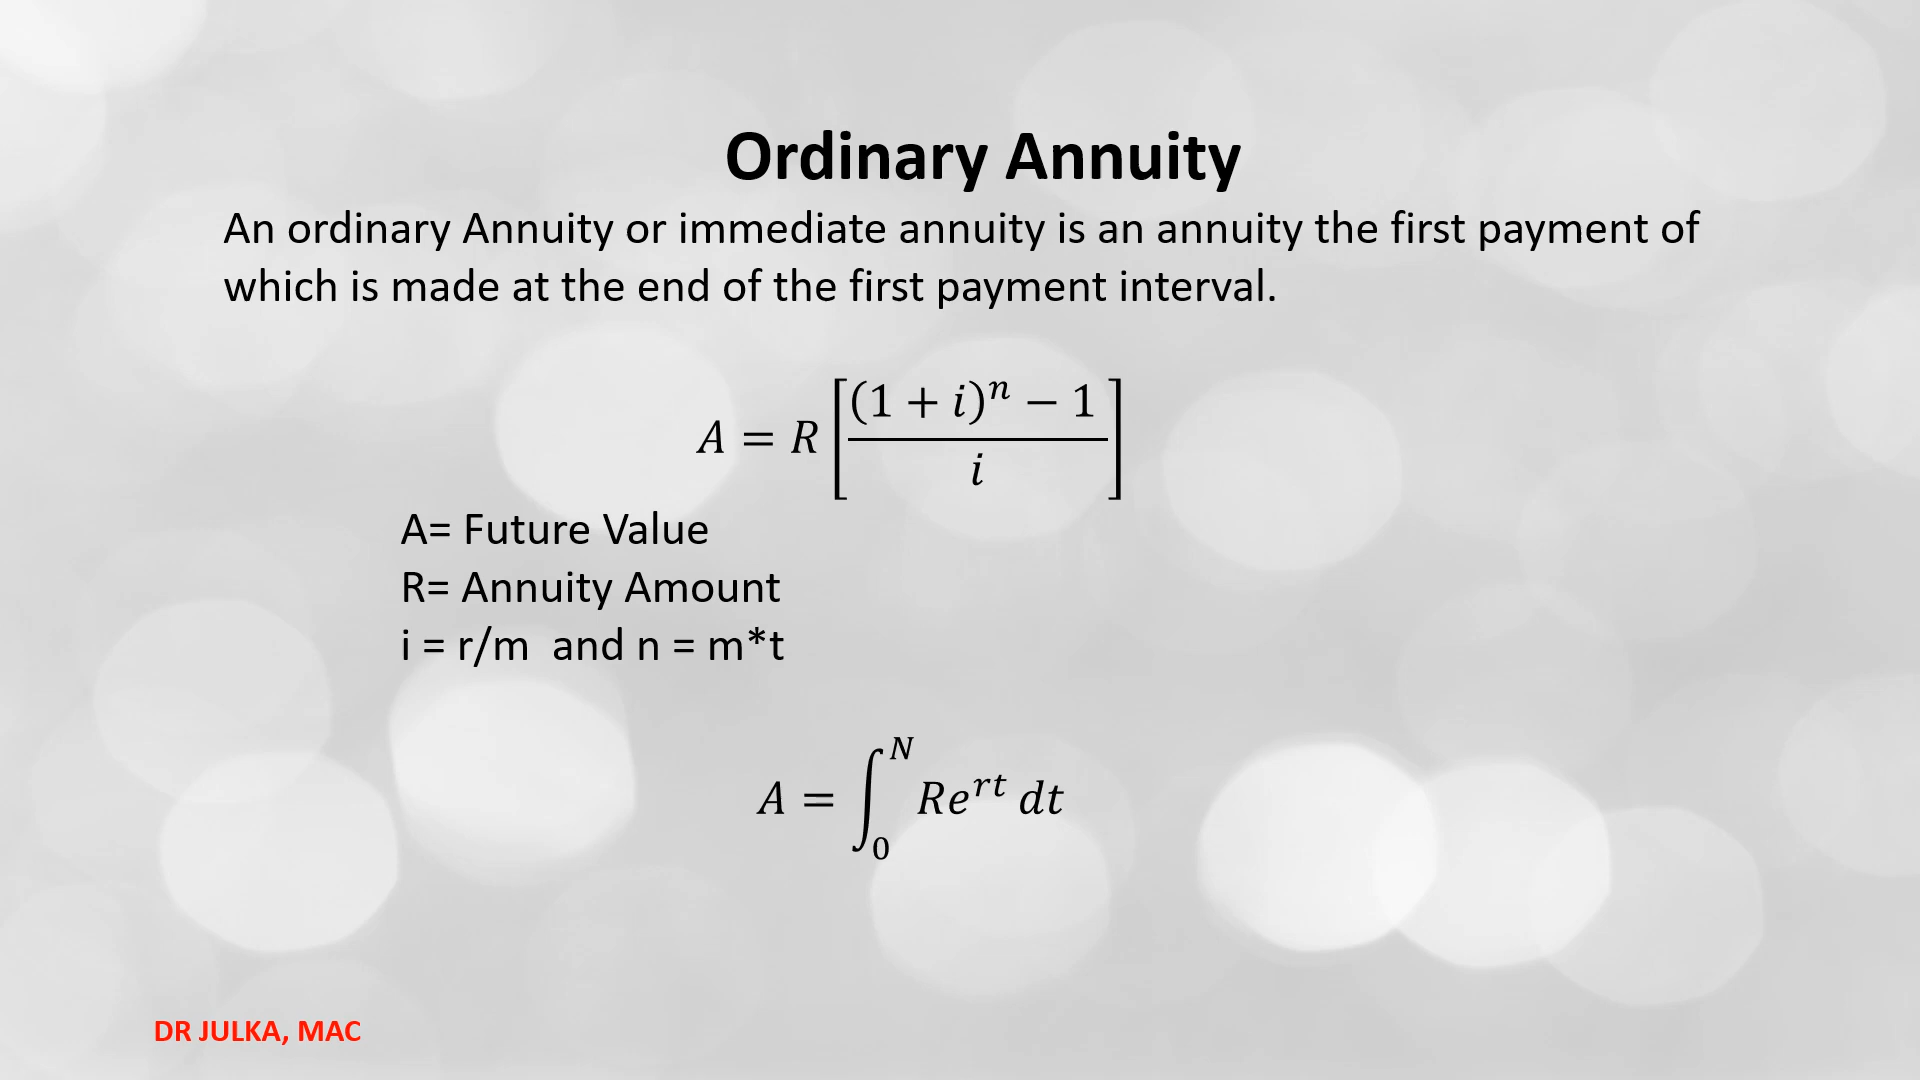 Ordinary Annuity
An ordinary Annuity or immediate annuity is an annuity the first payment of
which is made at the end of the first payment interval.
A = R [((1 + i)^n − 1) / i]
A= Future Value
R= Annuity Amount
i = r/m  and n = m*t
A = ∫_0^N Re^{rt} dt
DR JULKA, MAC